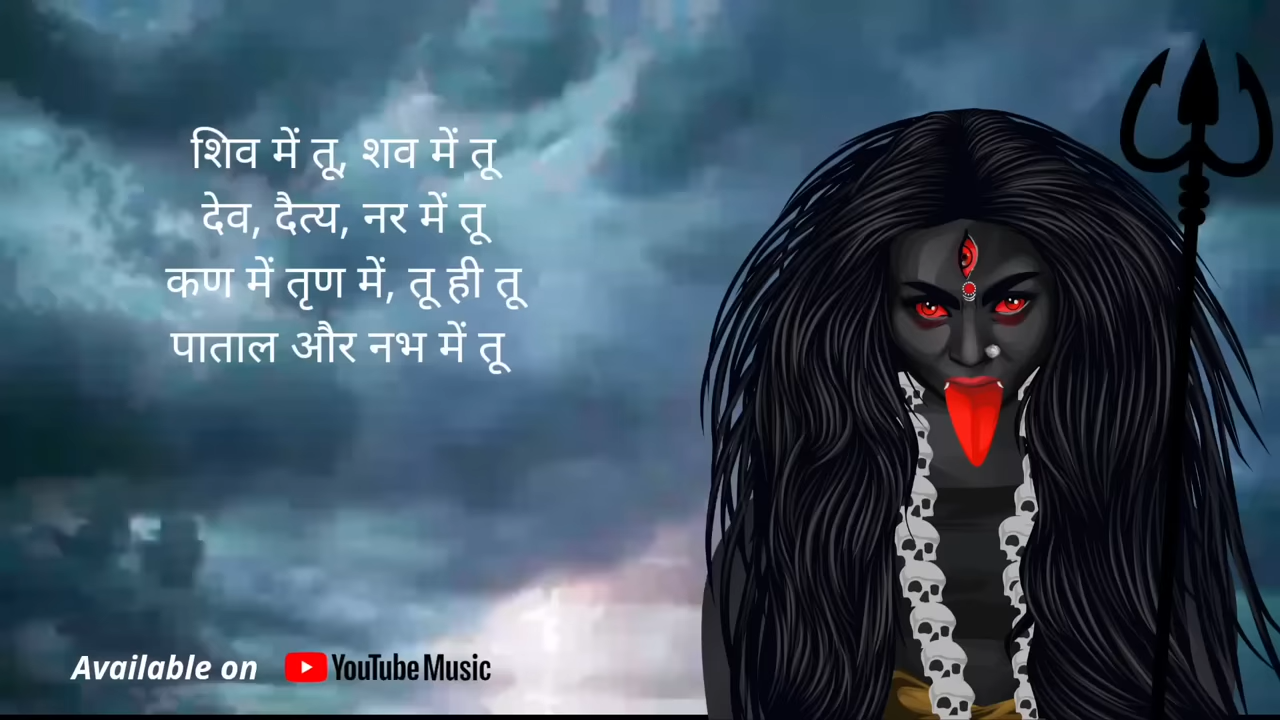 शिव में तू, शव में तू
देव, दैत्य, नर में तू
कण में तृण में, तू ही तू
पाताल और नभ में तू
Available on YouTube Music